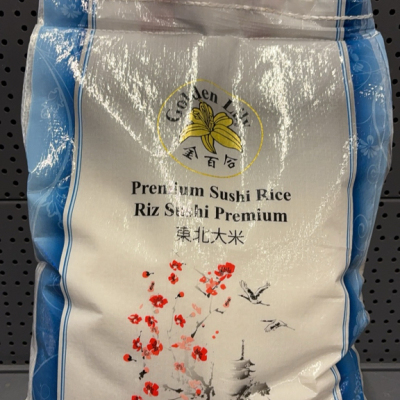 Golden Lily
金百合
Premium Sushi Rice
Riz Sushi Premium
東北大米